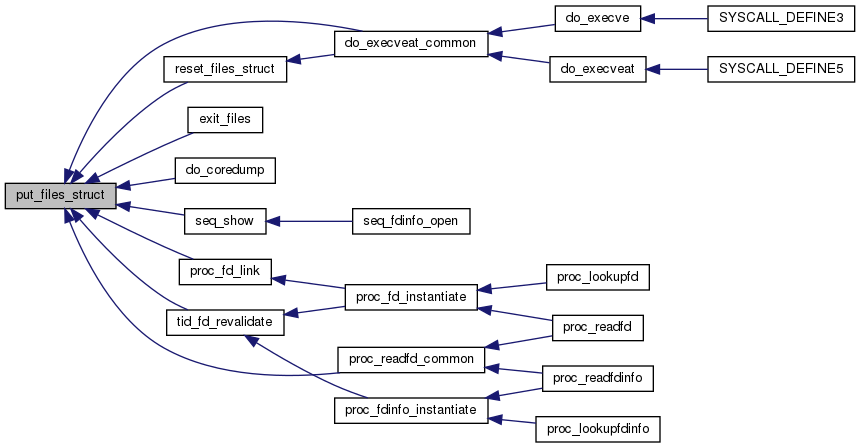 put_files_struct
do_execveat_common
do_execve
SYSCALL_DEFINE3
do_execveat
SYSCALL_DEFINE5
reset_files_struct
exit_files
do_coredump
seq_show
seq_fdinfo_open
proc_fd_link
proc_fd_instantiate
proc_lookupfd
proc_readfd
tid_fd_revalidate
proc_readfd_common
proc_readfdinfo
proc_fdinfo_instantiate
proc_lookupfdinfo